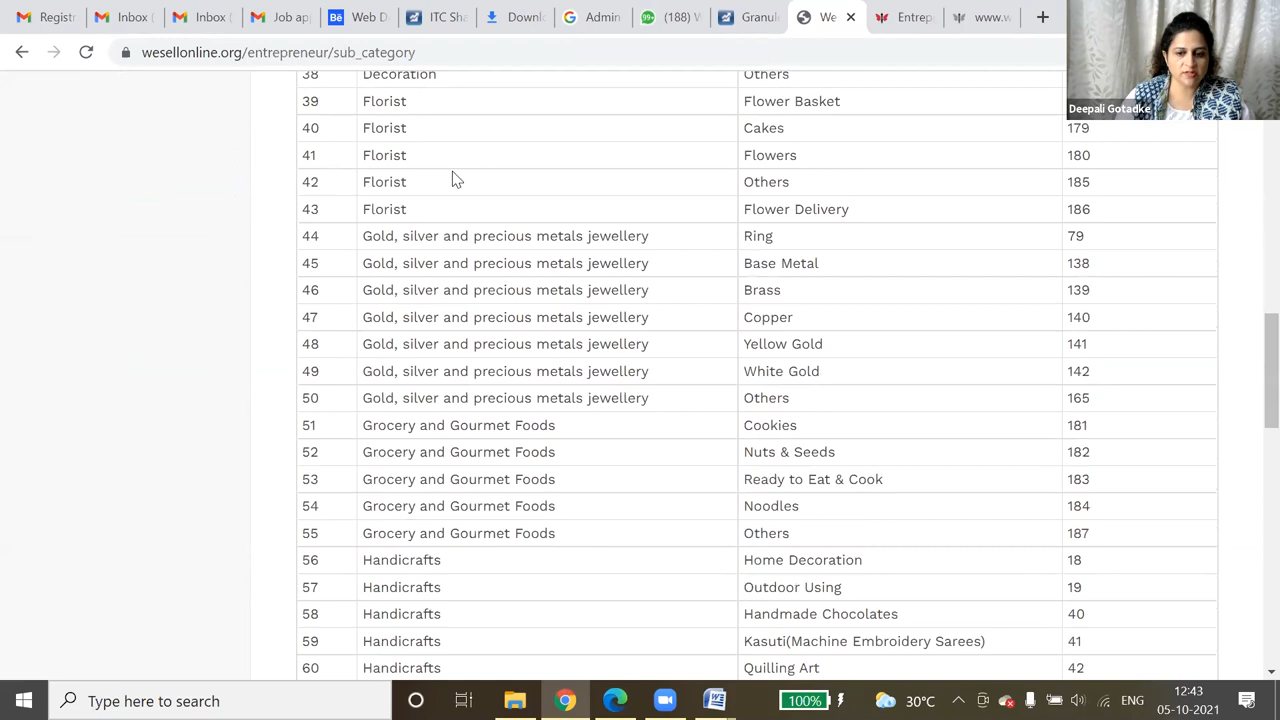 Registr
Inbox (
Inbox (
Job app
Web D
ITC Sha
Downl
Admin
(188) W
Granul
We
Entrep
www.w
wesellonline.org/entrepreneur/sub_category
Deepali Gotadke
38 Decoration Others
39 Florist Flower Basket
40 Florist Cakes 179
41 Florist Flowers 180
42 Florist Others 185
43 Florist Flower Delivery 186
44 Gold, silver and precious metals jewellery Ring 79
45 Gold, silver and precious metals jewellery Base Metal 138
46 Gold, silver and precious metals jewellery Brass 139
47 Gold, silver and precious metals jewellery Copper 140
48 Gold, silver and precious metals jewellery Yellow Gold 141
49 Gold, silver and precious metals jewellery White Gold 142
50 Gold, silver and precious metals jewellery Others 165
51 Grocery and Gourmet Foods Cookies 181
52 Grocery and Gourmet Foods Nuts & Seeds 182
53 Grocery and Gourmet Foods Ready to Eat & Cook 183
54 Grocery and Gourmet Foods Noodles 184
55 Grocery and Gourmet Foods Others 187
56 Handicrafts Home Decoration 18
57 Handicrafts Outdoor Using 19
58 Handicrafts Handmade Chocolates 40
59 Handicrafts Kasuti(Machine Embroidery Sarees) 41
60 Handicrafts Quilling Art 42
Type here to search
100%
30°C
ENG
12:43
05-10-2021